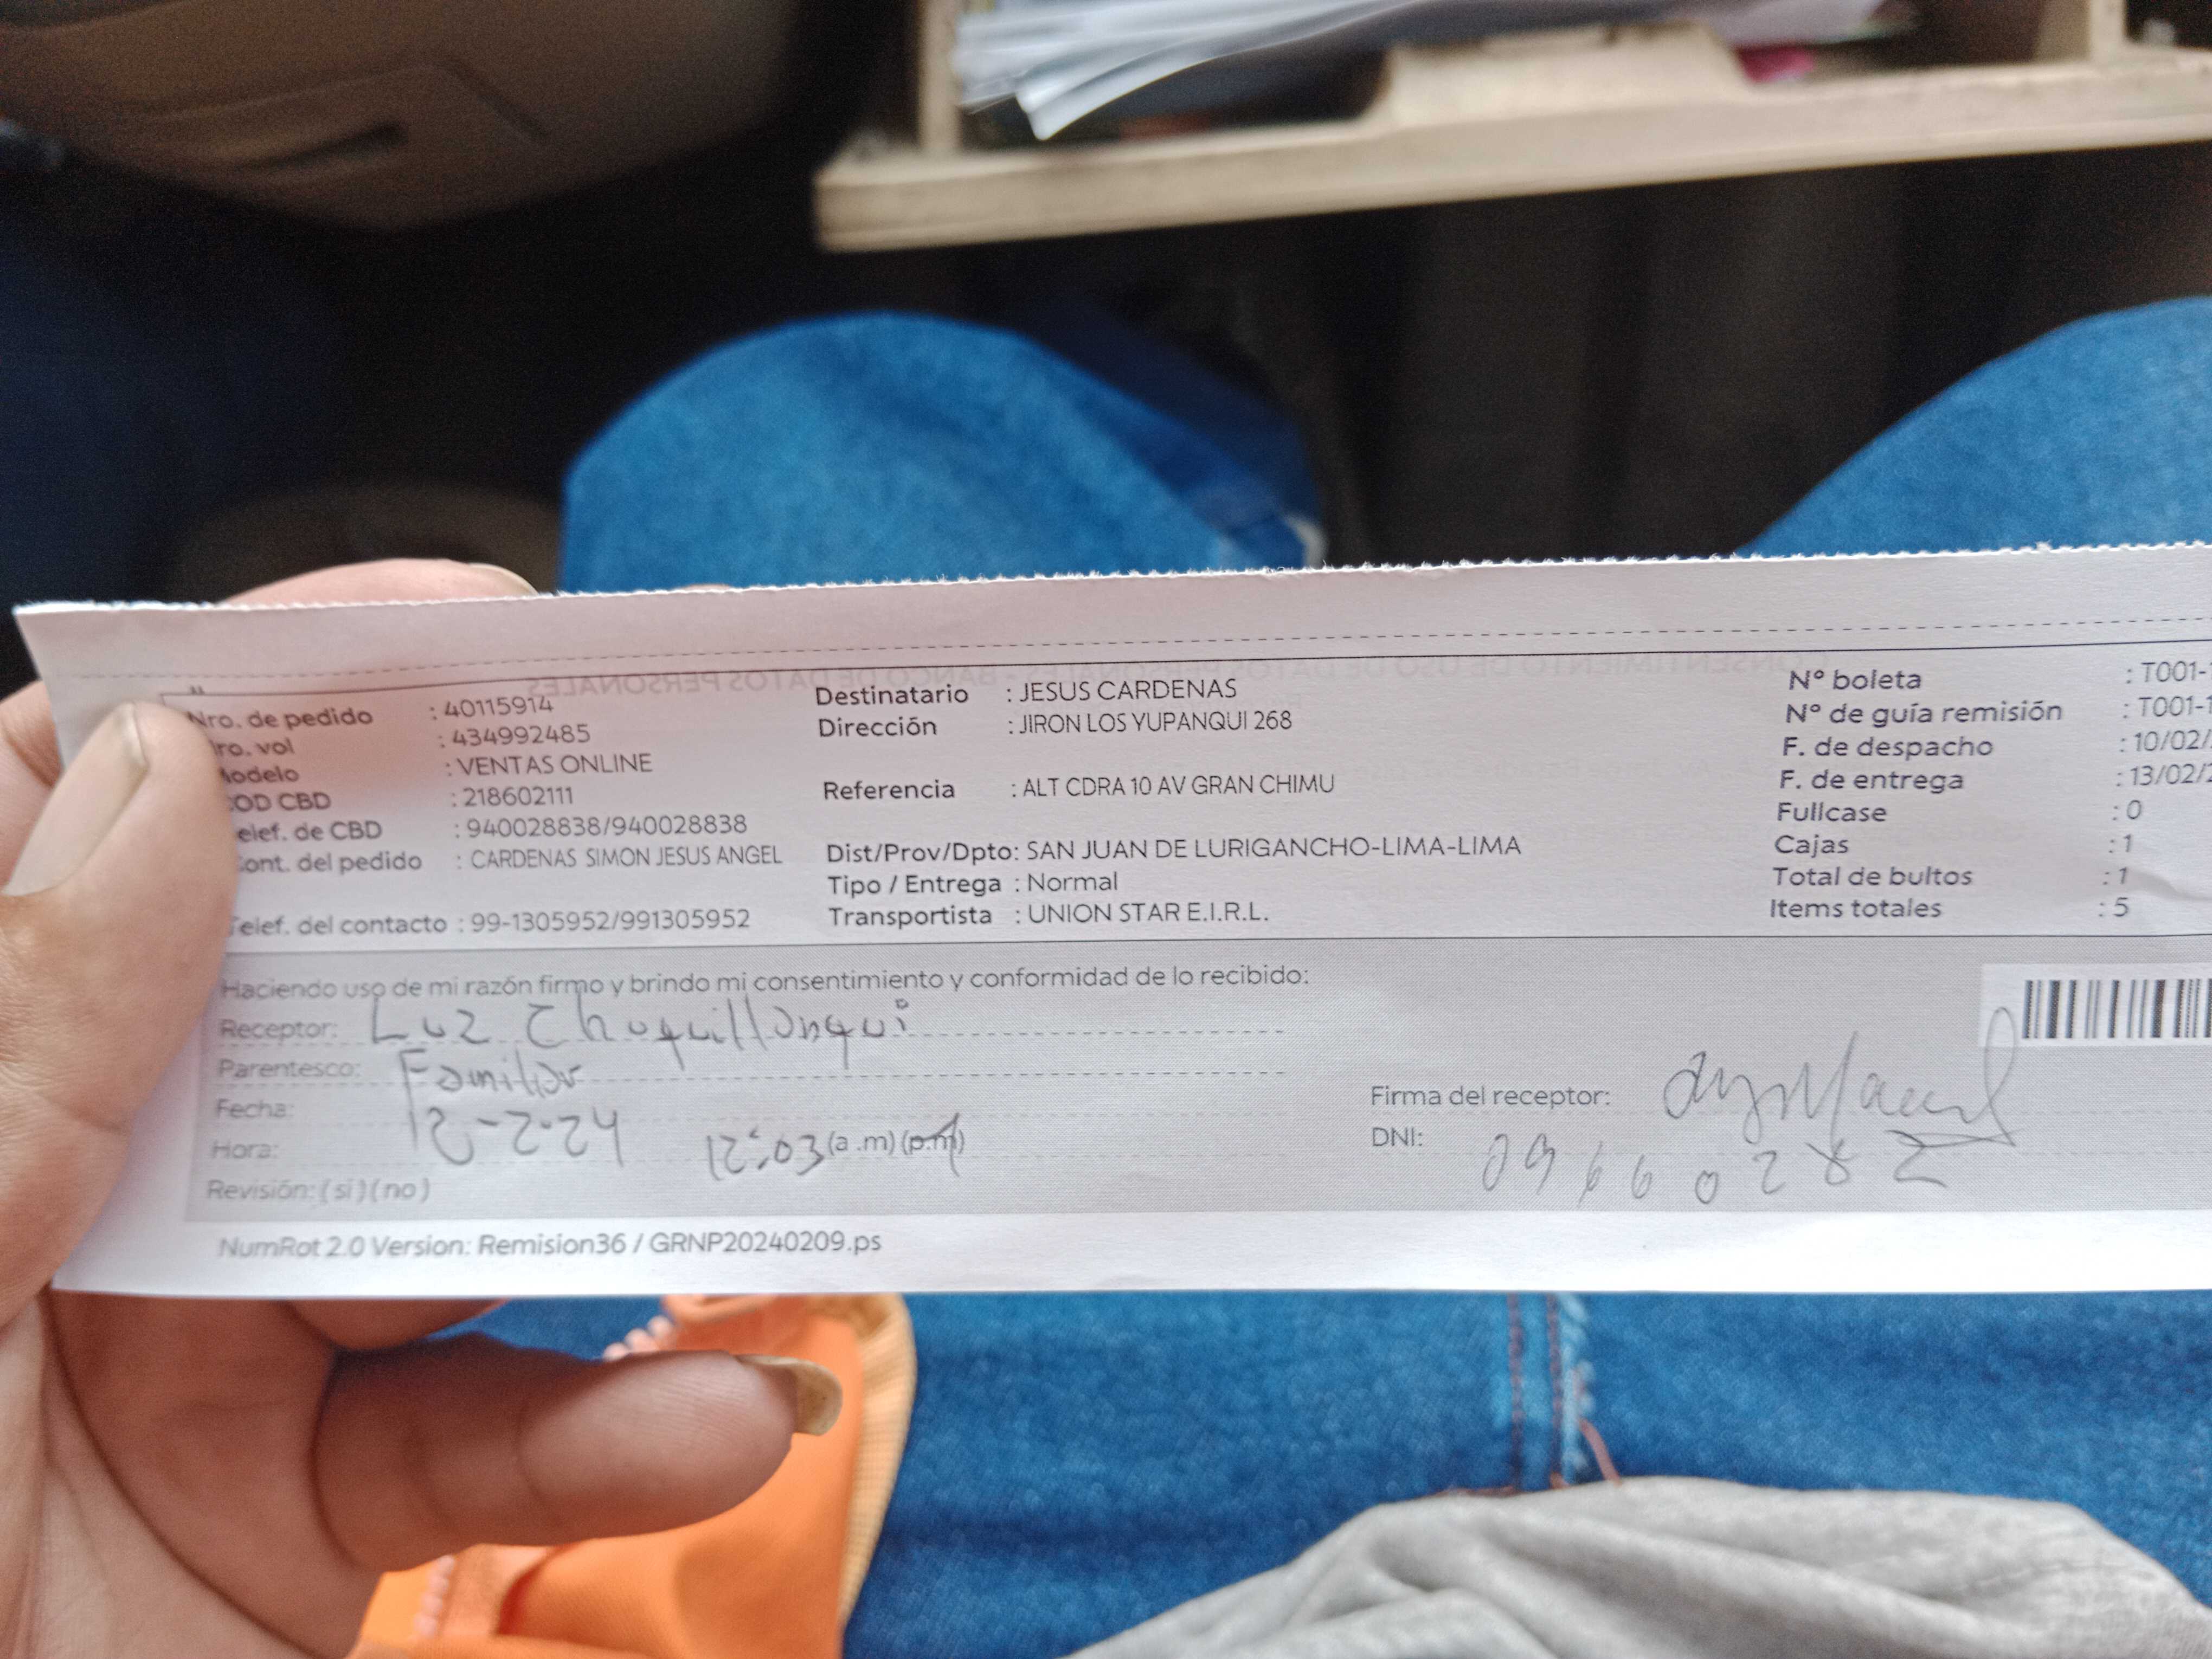 Nro. de pedido : 40115914
ro. vol : 434992485
odelo : VENTAS ONLINE
OD CBD : 218602111
elef. de CBD : 940028838/940028838
ont. del pedido : CARDENAS SIMON JESUS ANGEL
Telef. del contacto : 99-1305952/991305952
Destinatario : JESUS CARDENAS
Dirección : JIRON LOS YUPANQUI 268
Referencia : ALT CDRA 10 AV GRAN CHIMU
Dist/Prov/Dpto: SAN JUAN DE LURIGANCHO-LIMA-LIMA
Tipo / Entrega : Normal
Transportista : UNION STAR E.I.R.L.
N° boleta : T001-1
N° de guía remisión : T001-1
F. de despacho : 10/02/
F. de entrega : 13/02/2
Fullcase : 0
Cajas : 1
Total de bultos : 1
Items totales : 5
Haciendo uso de mi razón firmo y brindo mi consentimiento y conformidad de lo recibido:
Receptor: Luz Chuquillanqui
Parentesco: Familiar
Fecha: 12-2-24
Hora: 12:03 (a.m) (p.m)
Revisión: (si) (no)
Firma del receptor:
DNI: 09660282
NumRot 2.0 Version: Remision36 / GRNP20240209.ps